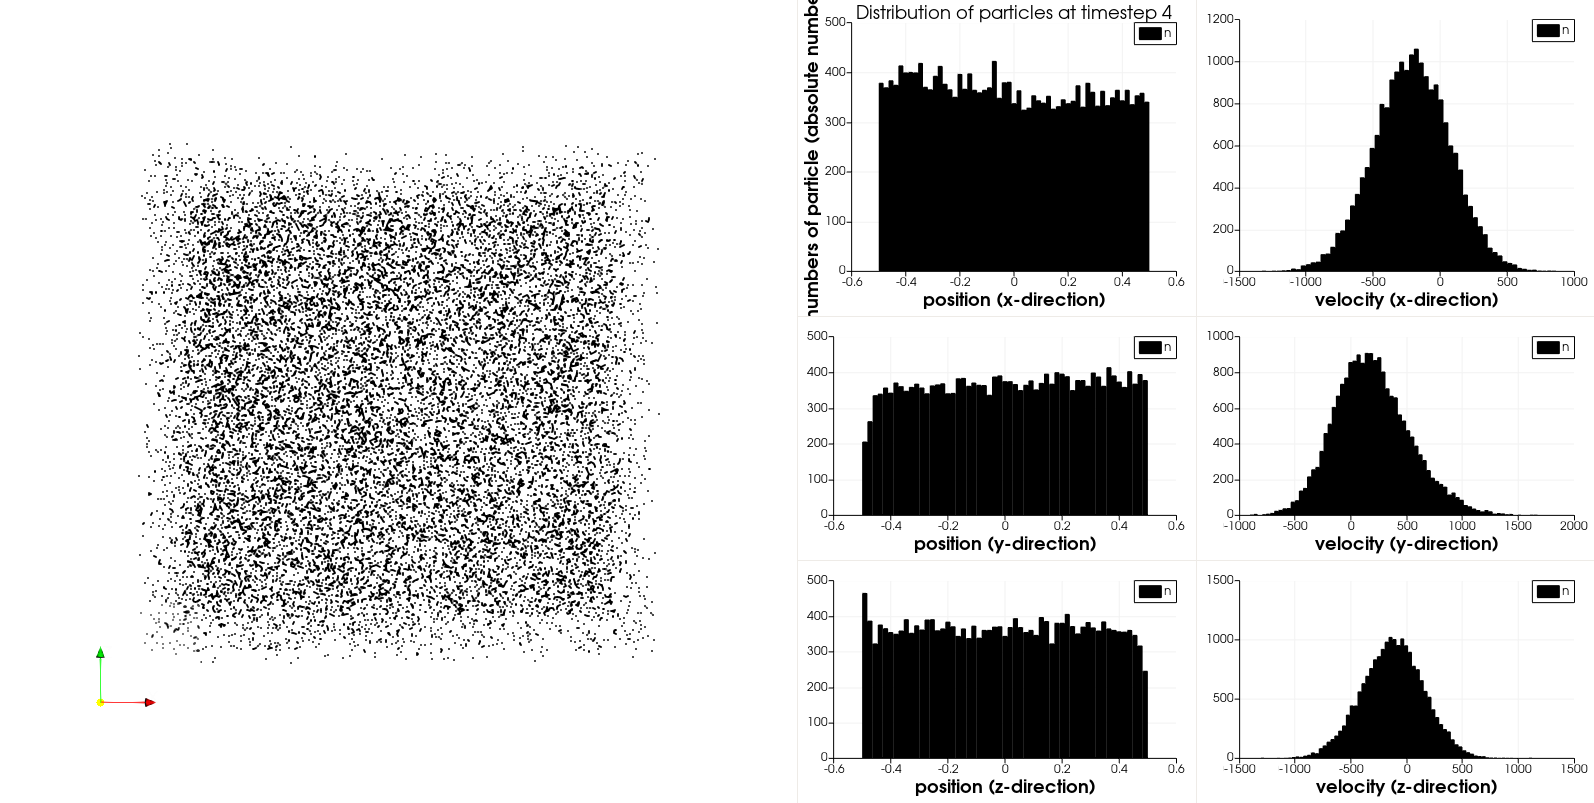 Distribution of particles at timestep 4
numbers of particle (absolute numbe
500
400
300
200
100
0
n
-0.6 -0.4 -0.2 0 0.2 0.4 0.6
position (x-direction)
1200
1000
800
600
400
200
0
n
-1500 -1000 -500 0 500 1000
velocity (x-direction)
500
400
300
200
100
0
n
-0.6 -0.4 -0.2 0 0.2 0.4 0.6
position (y-direction)
1000
800
600
400
200
0
n
-1000 -500 0 500 1000 1500 2000
velocity (y-direction)
500
400
300
200
100
0
n
-0.6 -0.4 -0.2 0 0.2 0.4 0.6
position (z-direction)
1500
1000
500
0
n
-1500 -1000 -500 0 500 1000 1500
velocity (z-direction)